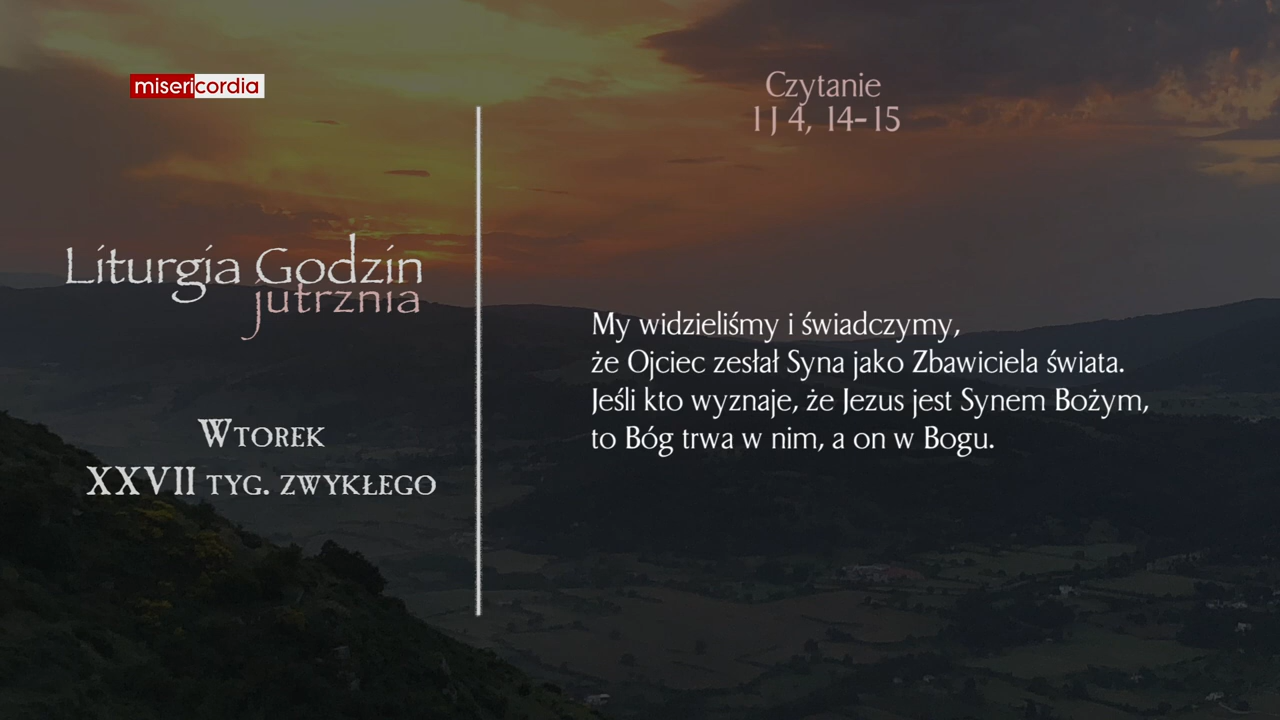 misericordia
Liturgia Godzin
jutrznia
Wtorek
XXVII tyg. zwykłego
Czytanie
1 J 4, 14-15
My widzieliśmy i świadczymy,
że Ojciec zesłał Syna jako Zbawiciela świata.
Jeśli kto wyznaje, że Jezus jest Synem Bożym,
to Bóg trwa w nim, a on w Bogu.